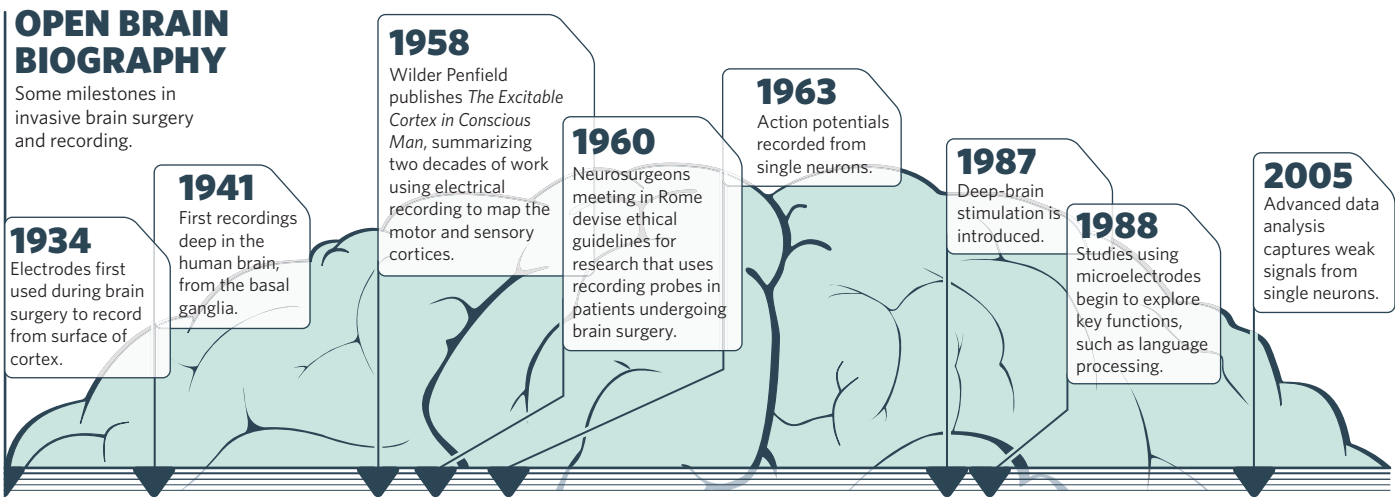 OPEN BRAIN
BIOGRAPHY
Some milestones in
invasive brain surgery
and recording.
1934
Electrodes first
used during brain
surgery to record
from surface of
cortex.
1941
First recordings
deep in the
human brain,
from the basal
ganglia.
1958
Wilder Penfield
publishes The Excitable
Cortex in Conscious
Man, summarizing
two decades of work
using electrical
recording to map the
motor and sensory
cortices.
1960
Neurosurgeons
meeting in Rome
devise ethical
guidelines for
research that uses
recording probes in
patients undergoing
brain surgery.
1963
Action potentials
recorded from
single neurons.
1987
Deep-brain
stimulation is
introduced.
1988
Studies using
microelectrodes
begin to explore
key functions,
such as language
processing.
2005
Advanced data
analysis
captures weak
signals from
single neurons.